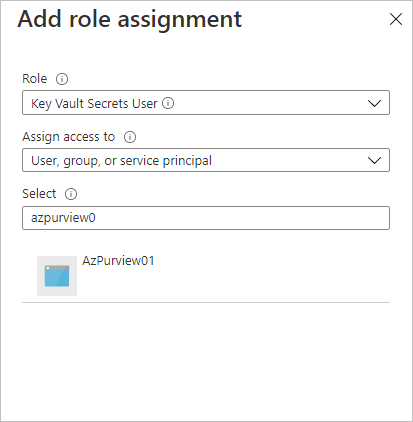 Add role assignment
Role
Key Vault Secrets User
Assign access to
User, group, or service principal
Select
azpurview0
AzPurview01